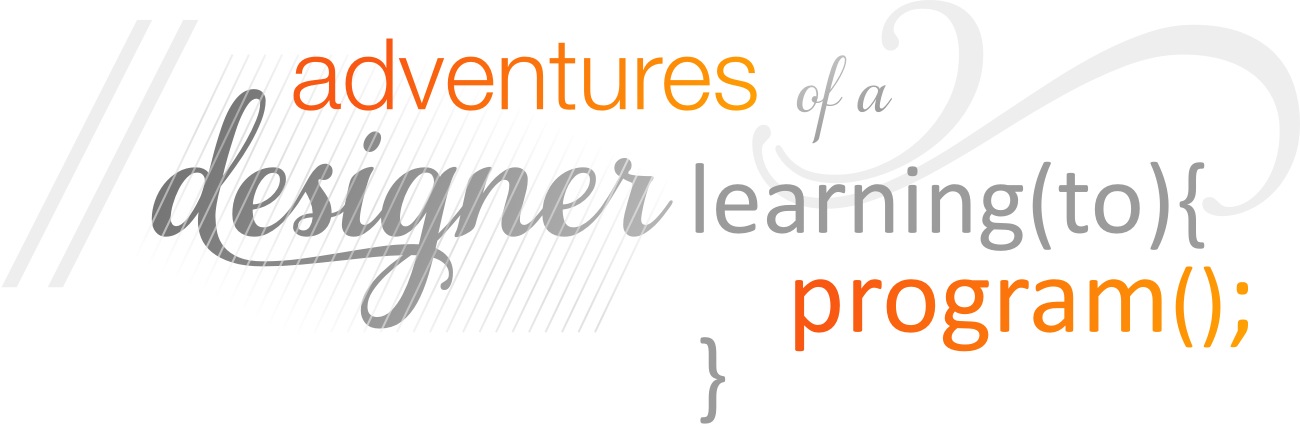 // adventures of a
designer learning(to){
program();
}